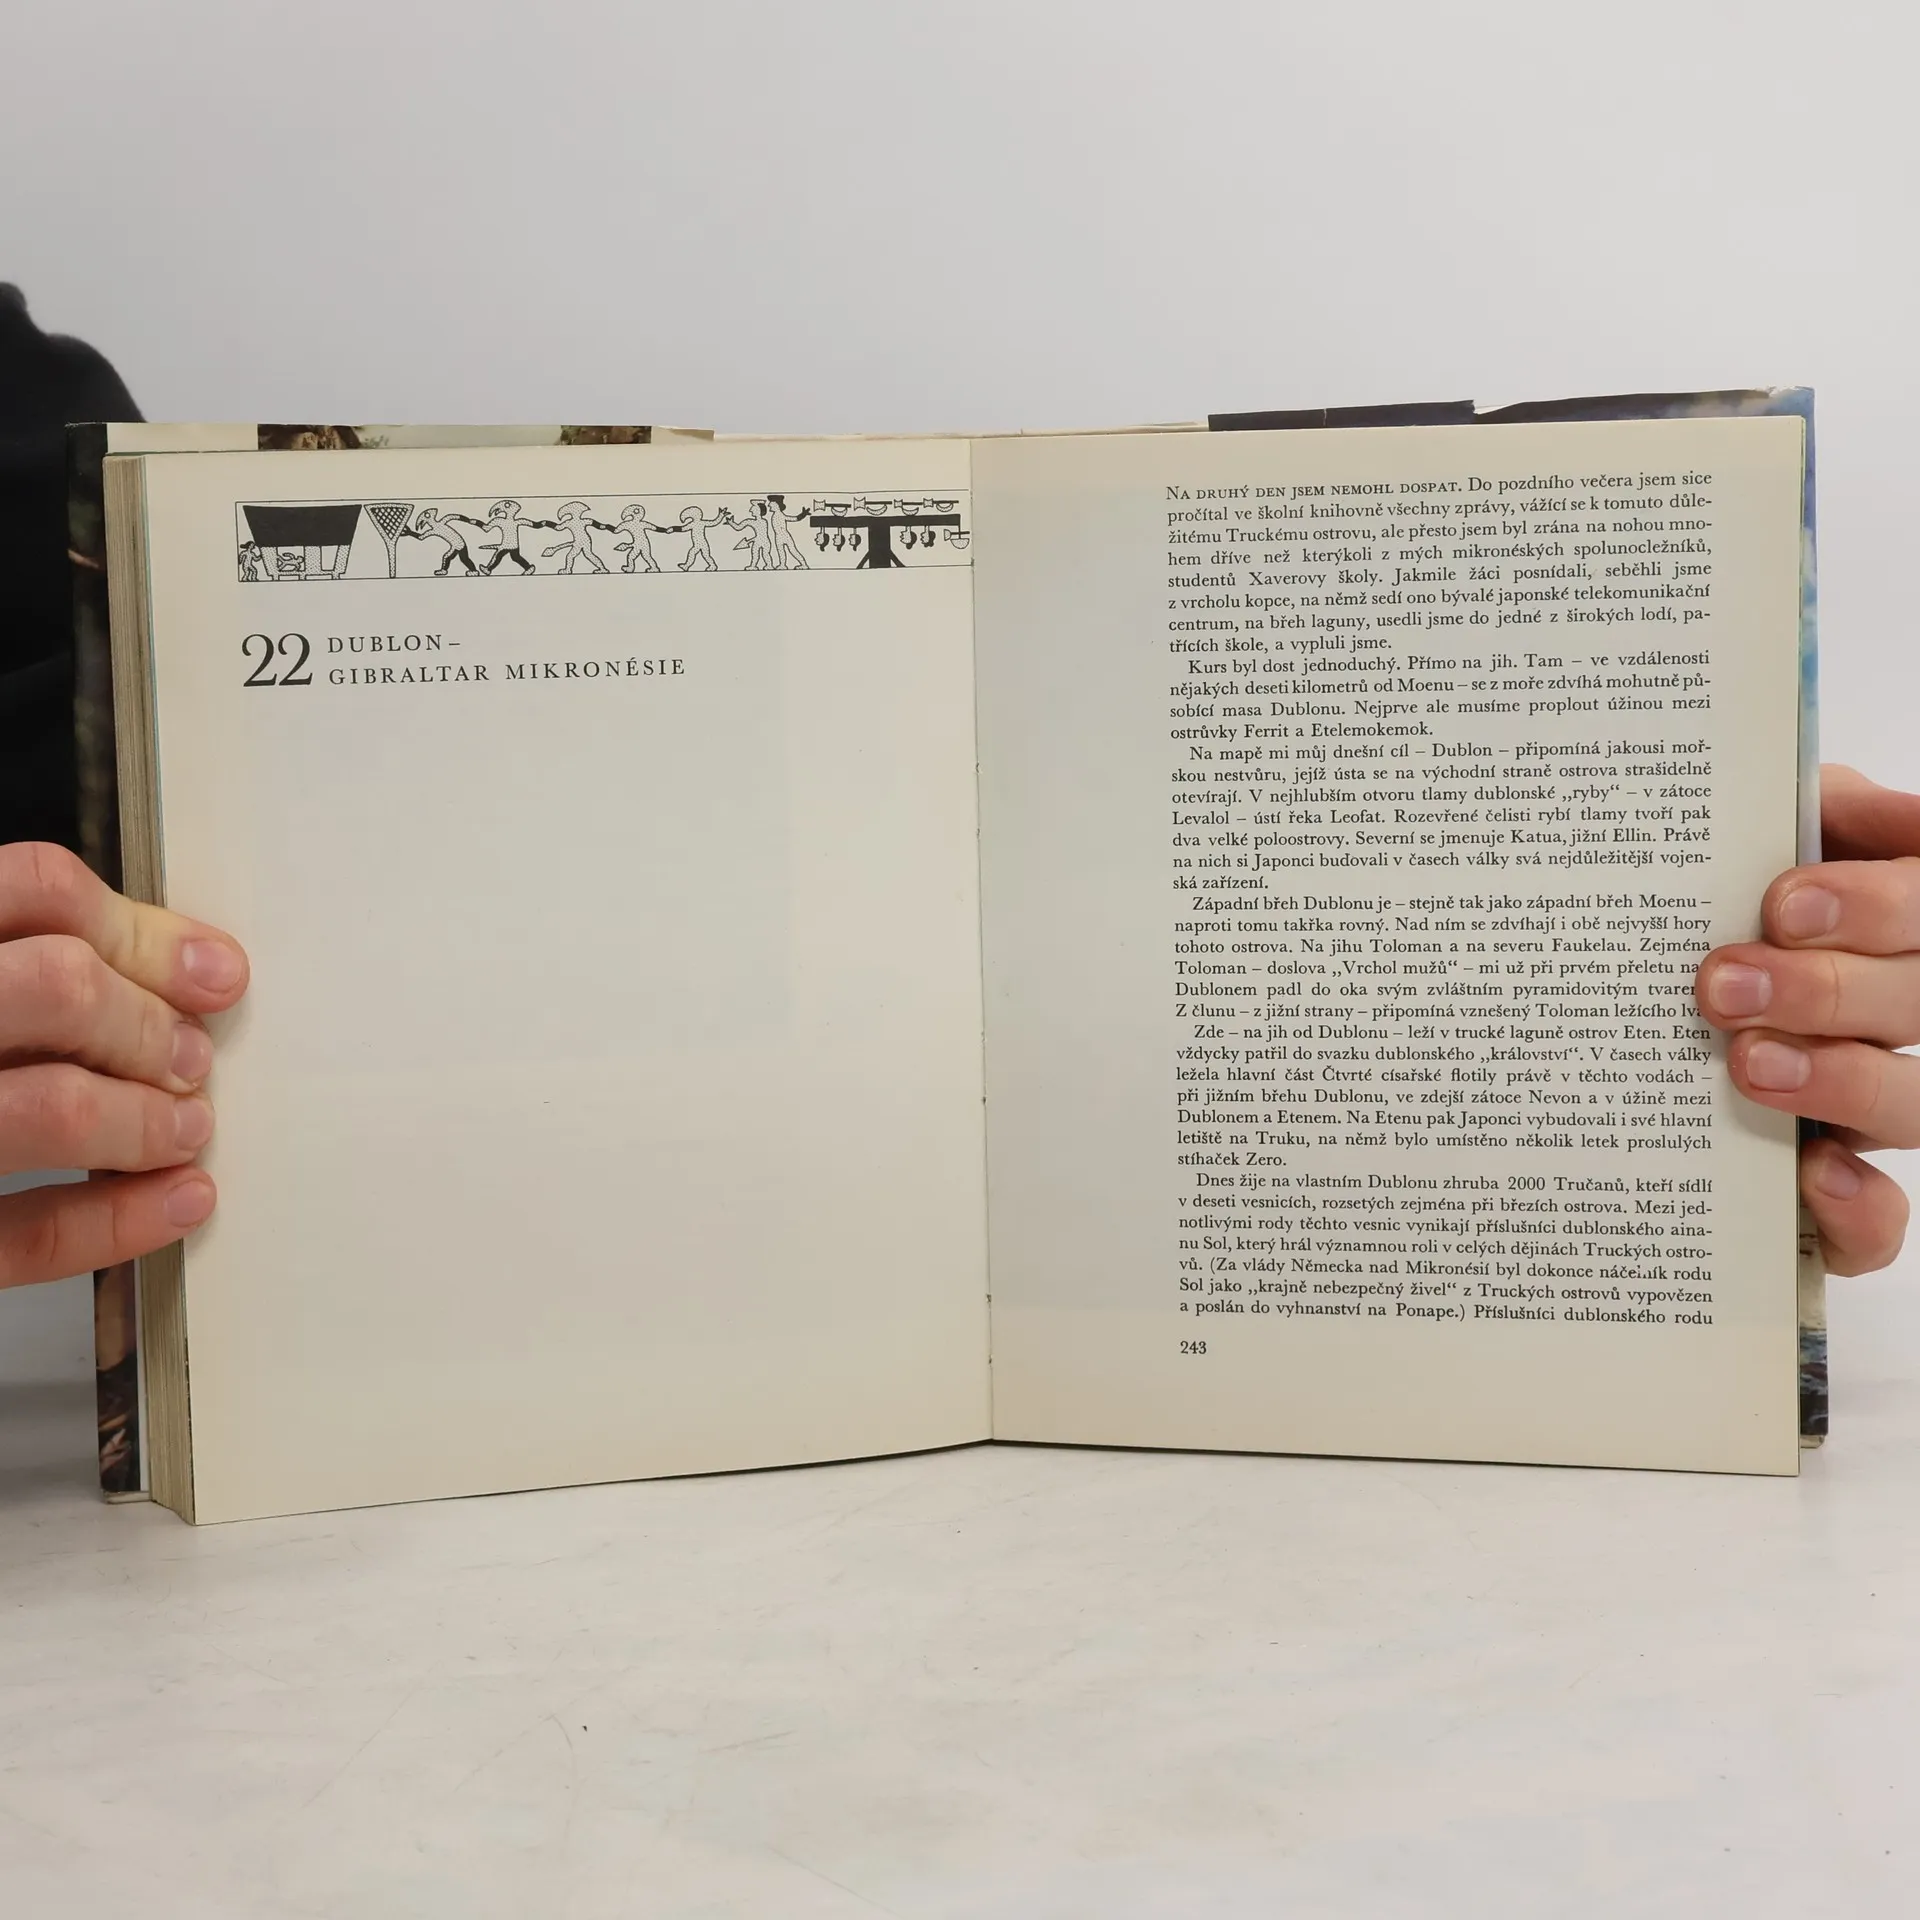 22 DUBLON –
GIBRALTAR MIKRONÉSIE
NA DRUHÝ DEN JSEM NEMOHL DOSPAT. Do pozdního večera jsem sice
pročítal ve školní knihovně všechny zprávy, vážící se k tomuto důle-
žitému Truckému ostrovu, ale přesto jsem byl zrána na nohou mno-
hem dříve než kterýkoli z mých mikronéských spolunocležníků,
studentů Xaverovy školy. Jakmile žáci posnídali, seběhli jsme
z vrcholu kopce, na němž sedí ono bývalé japonské telekomunikační
centrum, na břeh laguny, usedli jsme do jedné z širokých lodí, pa-
třících škole, a vypluli jsme.
Kurs byl dost jednoduchý. Přímo na jih. Tam – ve vzdálenosti
nějakých deseti kilometrů od Moenu – se z moře zdvíhá mohutně pů-
sobící masa Dublonu. Nejprve ale musíme proplout úžinou mezi
ostrůvky Ferrit a Etelemokemok.
Na mapě mi můj dnešní cíl – Dublon – připomíná jakousi moř-
skou nestvůru, jejíž ústa se na východní straně ostrova strašidelně
otevírají. V nejhlubším otvoru tlamy dublonské „ryby“ – v zátoce
Levalol – ústí řeka Leofat. Rozevřené čelisti rybí tlamy tvoří pak
dva velké poloostrovy. Severní se jmenuje Katua, jižní Ellin. Právě
na nich si Japonci budovali v časech války svá nejdůležitější vojen-
ská zařízení.
Západní břeh Dublonu je – stejně tak jako západní břeh Moenu –
naproti tomu takřka rovný. Nad ním se zdvíhají i obě nejvyšší hory
tohoto ostrova. Na jihu Toloman a na severu Faukelau. Zejména
Toloman – doslova „Vrchol mužů“ – mi už při prvém přeletu na
Dublonem padl do oka svým zvláštním pyramidovitým tvare
Z člunu – z jižní strany – připomíná vznešený Toloman ležícího lv
Zde – na jih od Dublonu – leží v trucké laguně ostrov Eten. Eten
vždycky patřil do svazku dublonského „království“. V časech války
ležela hlavní část Čtvrté císařské flotily právě v těchto vodách –
při jižním břehu Dublonu, ve zdejší zátoce Nevon a v úžině mezi
Dublonem a Etenem. Na Etenu pak Japonci vybudovali i své hlavní
letiště na Truku, na němž bylo umístěno několik letek proslulých
stíhaček Zero.
Dnes žije na vlastním Dublonu zhruba 2000 Tručanů, kteří sídlí
v deseti vesnicích, rozsetých zejména při březích ostrova. Mezi jed-
notlivými rody těchto vesnic vynikají příslušníci dublonského aina-
nu Sol, který hrál významnou roli v celých dějinách Truckých ostro-
vů. (Za vlády Německa nad Mikronésií byl dokonce náčelník rodu
Sol jako „krajně nebezpečný živel“ z Truckých ostrovů vypovězen
a poslán do vyhnanství na Ponape.) Příslušníci dublonského rodu
243